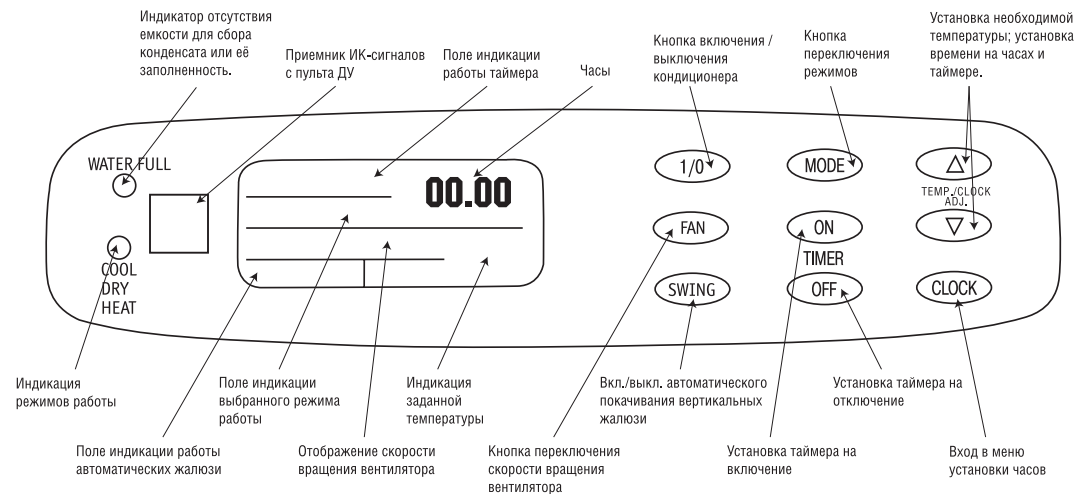 Индикатор отсутствия
емкости для сбора
конденсата или её
заполненность.
Приемник ИК-сигналов
с пульта ДУ
Поле индикации
работы таймера
Часы
Кнопка включения /
выключения
кондиционера
Кнопка
переключения
режимов
Установка необходимой
температуры; установка
времени на часах и
таймере.
WATER FULL
00.00
COOL
DRY
HEAT
1/0
MODE
TEMP./CLOCK
ADJ.
FAN
ON
TIMER
SWING
OFF
CLOCK
Индикация
режимов работы
Поле индикации
выбранного режима
работы
Индикация
заданной
температуры
Вкл./выкл. автоматического
покачивания вертикальных
жалюзи
Установка таймера на
отключение
Поле индикации работы
автоматических жалюзи
Отображение скорости
вращения вентилятора
Кнопка переключения
скорости вращения
вентилятора
Установка таймера на
включение
Вход в меню
установки часов